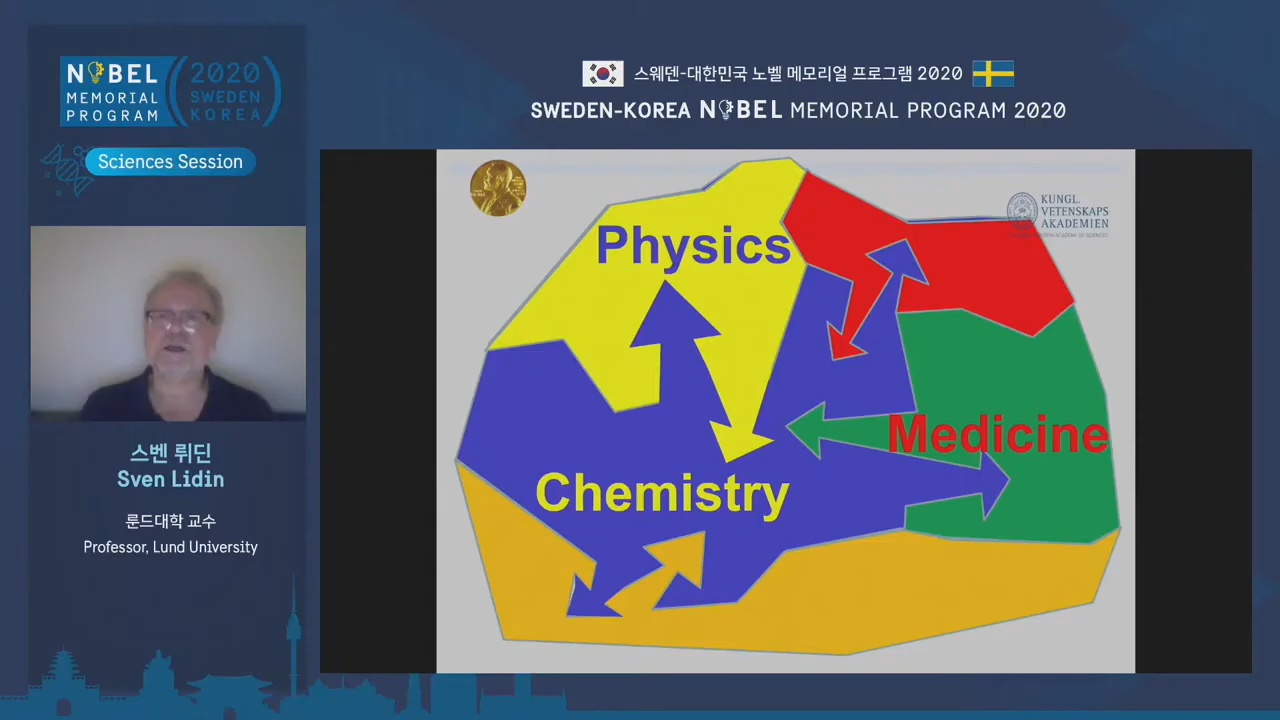 NOBEL
MEMORIAL
PROGRAM
2020
SWEDEN
KOREA
Sciences Session
스벤 뤼딘
Sven Lidin
룬드대학 교수
Professor, Lund University
스웨덴-대한민국 노벨 메모리얼 프로그램 2020
SWEDEN-KOREA NOBEL MEMORIAL PROGRAM 2020
KUNGL.
VETENSKAPS
AKADEMIEN
Physics
Medicine
Chemistry